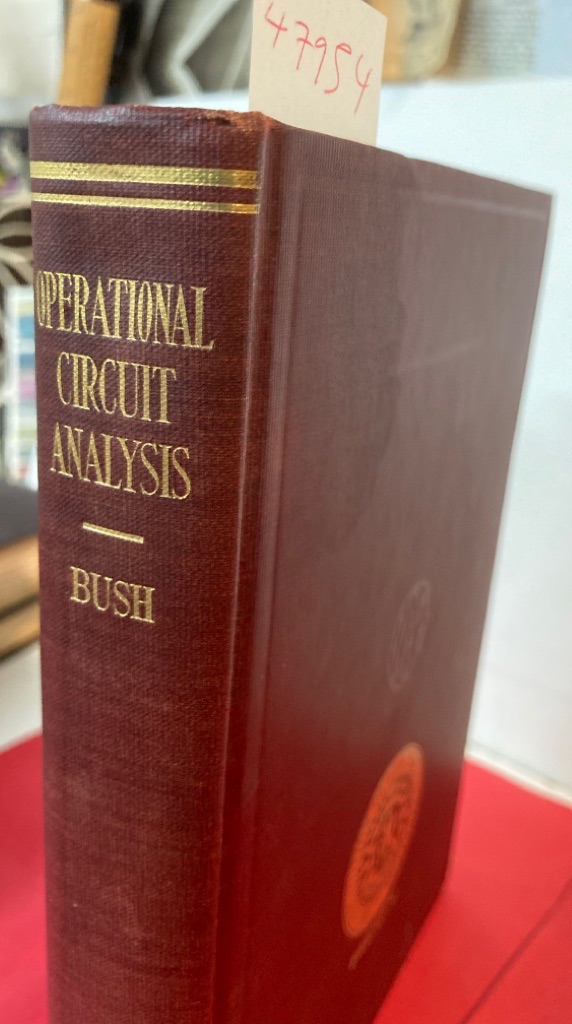 47954
OPERATIONAL
CIRCUIT
ANALYSIS
BUSH